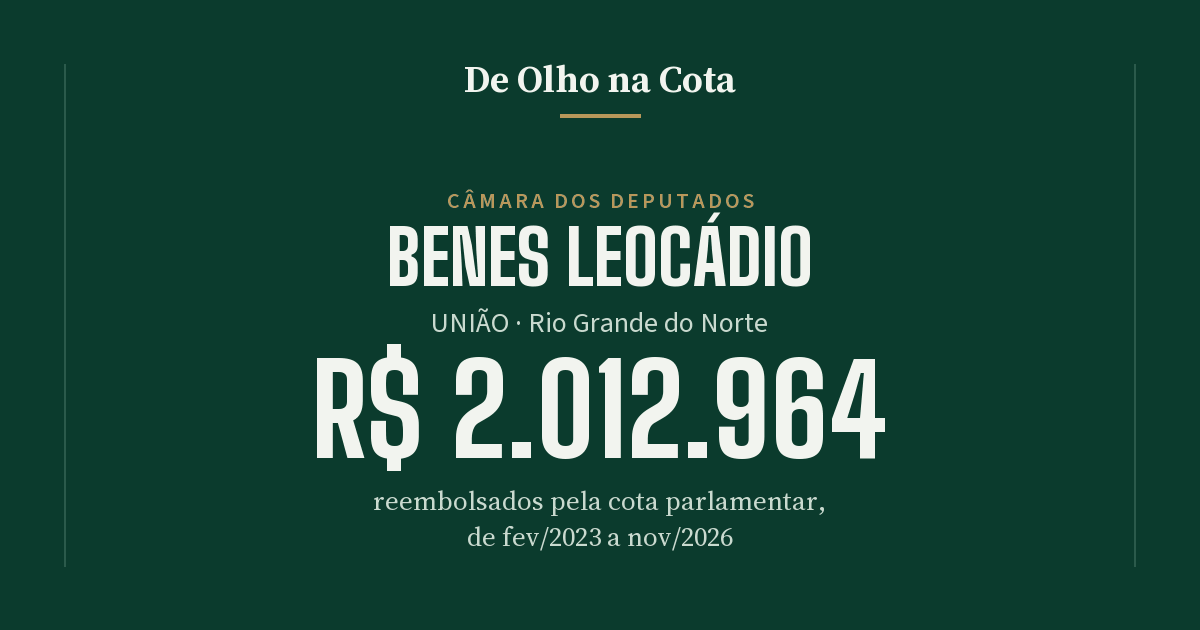 De Olho na Cota
CÂMARA DOS DEPUTADOS
BENES LEOCÁDIO
UNIÃO · Rio Grande do Norte
R$ 2.012.964
reembolsados pela cota parlamentar,
de fev/2023 a nov/2026